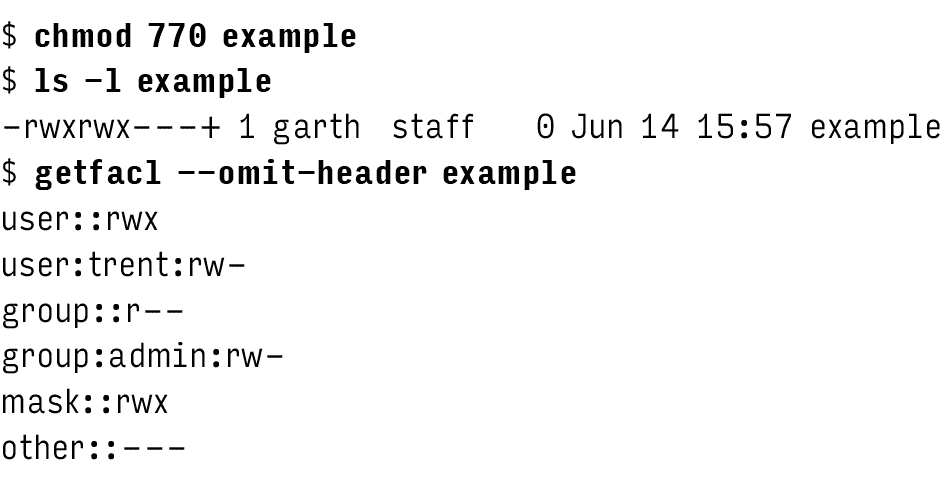 $ chmod 770 example
$ ls -l example
-rwxrwx---+ 1 garth staff 0 Jun 14 15:57 example
$ getfacl --omit-header example
user::rwx
user:trent:rw-
group::r--
group:admin:rw-
mask::rwx
other::---